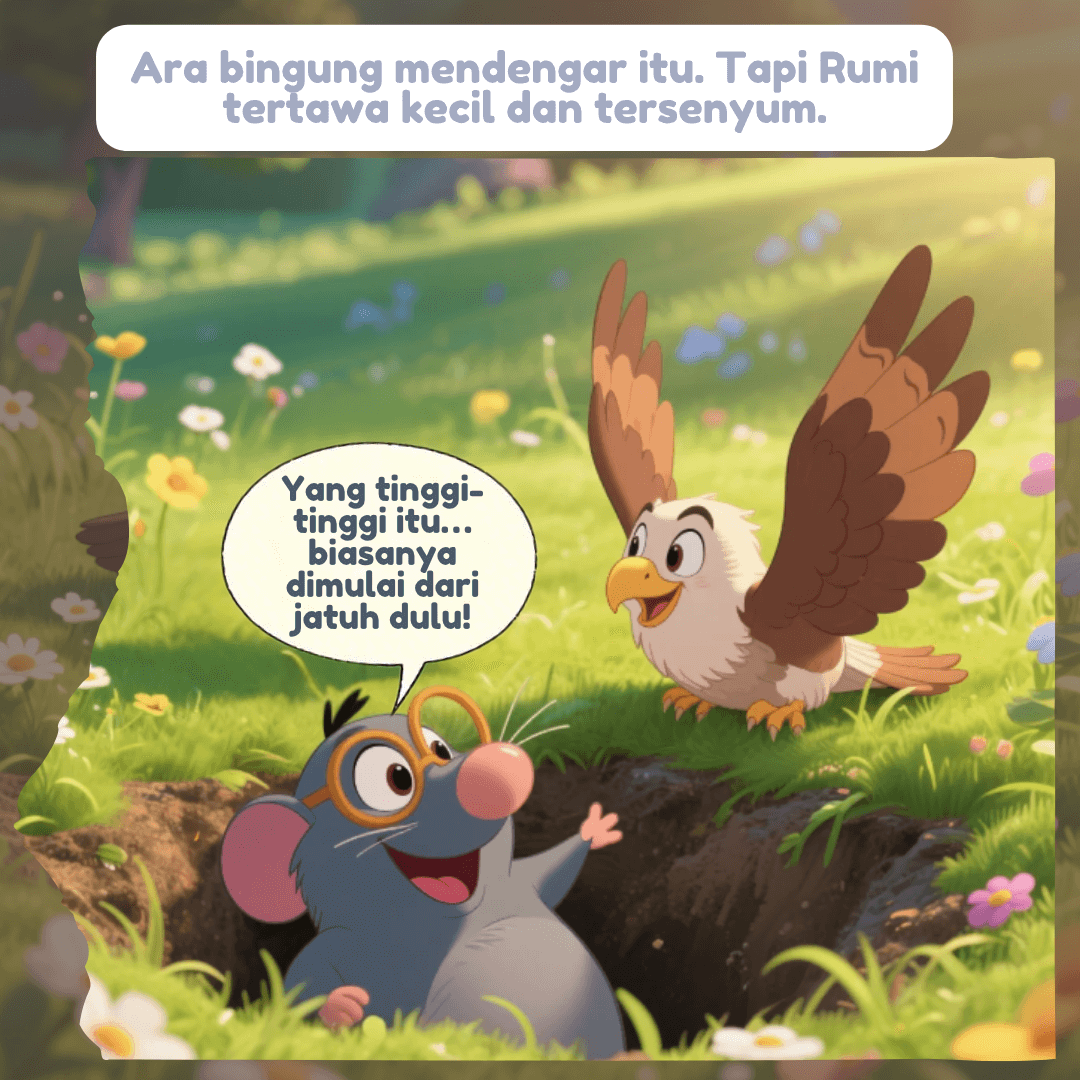 Ara bingung mendengar itu. Tapi Rumi
tertawa kecil dan tersenyum.
Yang tinggi-
tinggi itu...
biasanya
dimulai dari
jatuh dulu!